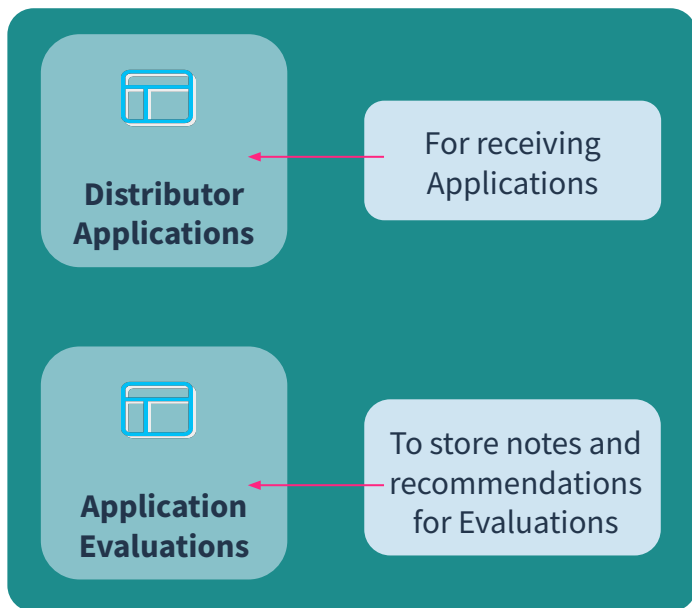 Distributor
Applications
For receiving
Applications
Application
Evaluations
To store notes and
recommendations
for Evaluations